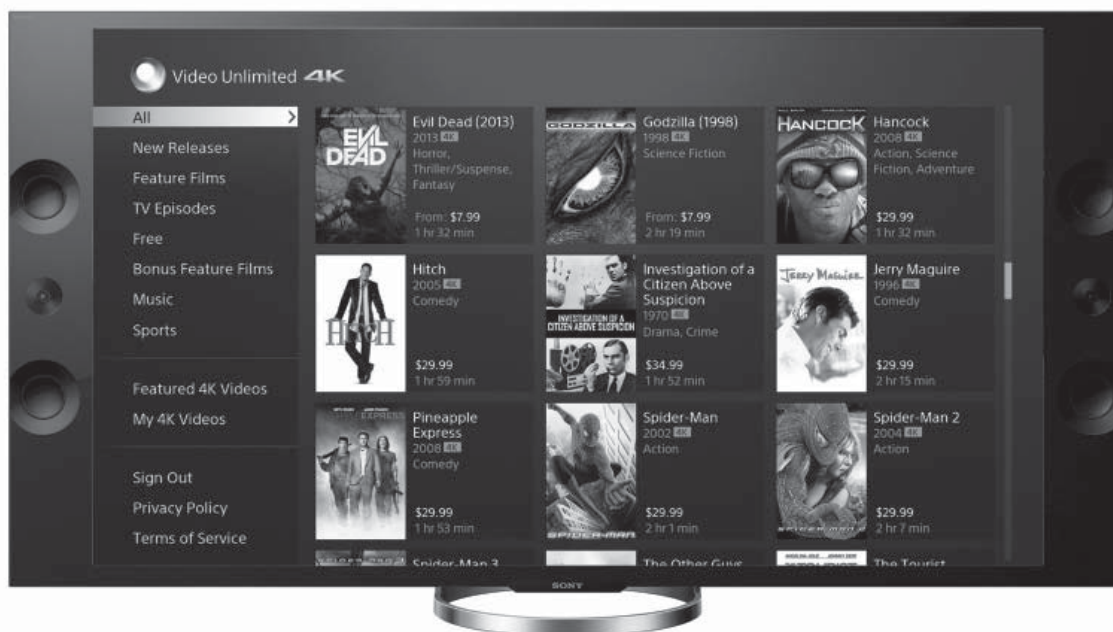 Video Unlimited 4K
All
New Releases
Feature Films
TV Episodes
Free
Bonus Feature Films
Music
Sports
Featured 4K Videos
My 4K Videos
Sign Out
Privacy Policy
Terms of Service
EVIL
DEAD
Evil Dead (2013)
2013 4K
Horror,
Thriller/Suspense,
Fantasy
From: $7.99
1 hr 32 min
GODZILLA
Godzilla (1998)
1998 4K
Science Fiction
From: $7.99
2 hr 19 min
HANCOCK
Hancock
2008 4K
Action, Science
Fiction, Adventure
$29.99
1 hr 32 min
HITCH
Hitch
2005 4K
Comedy
$29.99
1 hr 59 min
INVESTIGATION OF A
CITIZEN ABOVE SUSPICION
Investigation of a
Citizen Above
Suspicion
1970 4K
Drama, Crime
$34.99
1 hr 52 min
JERRY MAGUIRE
Jerry Maguire
1996 4K
Comedy
$29.99
2 hr 15 min
EXPRESS
Pineapple
Express
2008 4K
Comedy
$29.99
1 hr 53 min
SPIDER-MAN
Spider-Man
2002 4K
Action
$29.99
2 hr 1 min
SPIDER-MAN 2
Spider-Man 2
2004 4K
Action
$29.99
2 hr 7 min
Spider-Man 3
The Other Guys
The Tourist
SONY